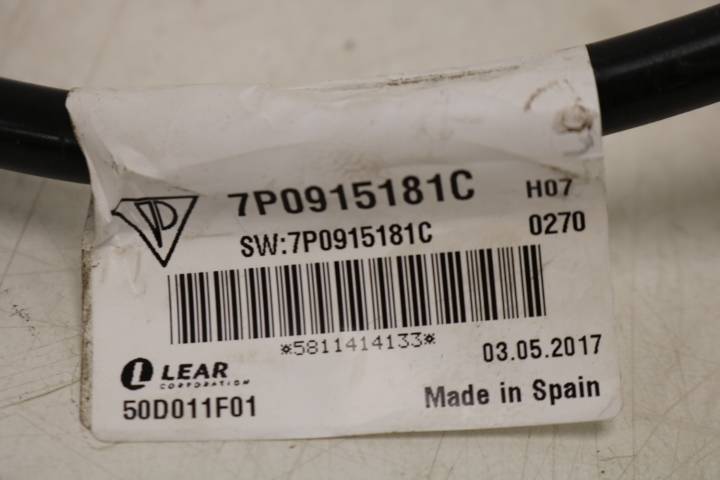 7P0915181C H07
SW:7P0915181C 0270
*5811414133*
03.05.2017
LEAR
CORPORATION
50D011F01
Made in Spain